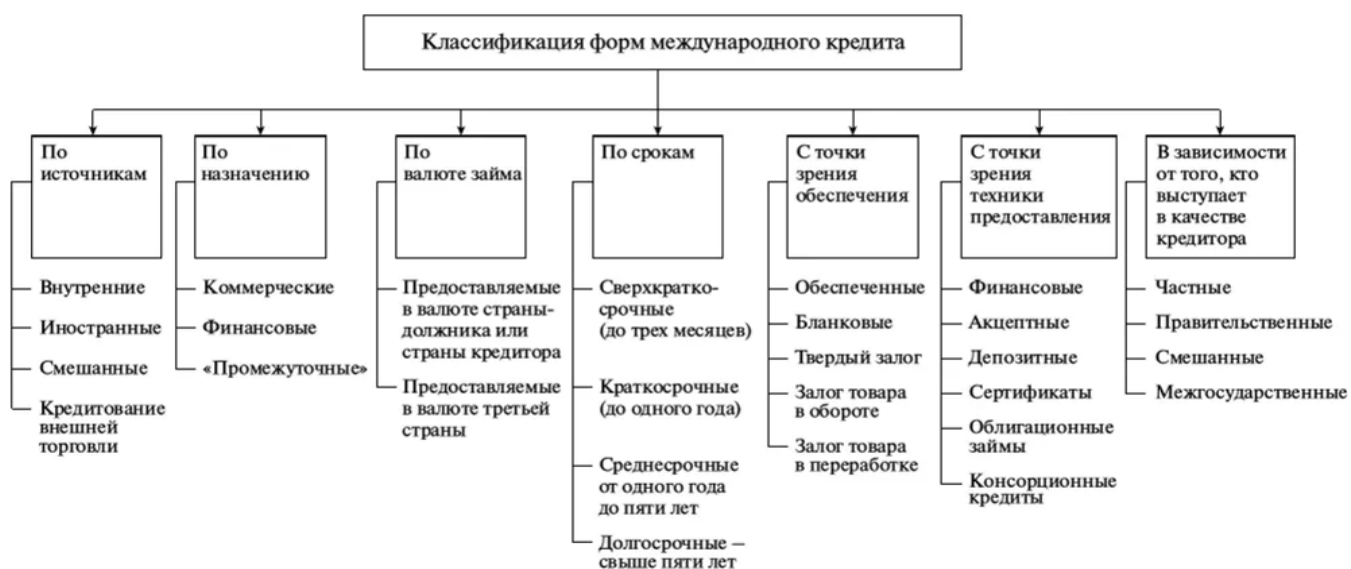 Классификация форм международного кредита
По
источникам
Внутренние
Иностранные
Смешанные
Кредитование
внешней
торговли
По
назначению
Коммерческие
Финансовые
«Промежуточные»
По
валюте займа
Предоставляемые
в валюте страны-
должника или
страны кредитора
Предоставляемые
в валюте третьей
страны
По срокам
Сверхкратко-
срочные
(до трех месяцев)
Краткосрочные
(до одного года)
Среднесрочные
от одного года
до пяти лет
Долгосрочные –
свыше пяти лет
С точки
зрения
обеспечения
Обеспеченные
Бланковые
Твердый залог
Залог товара
в обороте
Залог товара
в переработке
С точки
зрения
техники
предоставления
Финансовые
Акцептные
Депозитные
Сертификаты
Облигационные
займы
Консорционные
кредиты
В зависимости
от того, кто
выступает
в качестве
кредитора
Частные
Правительственные
Смешанные
Межгосударственные